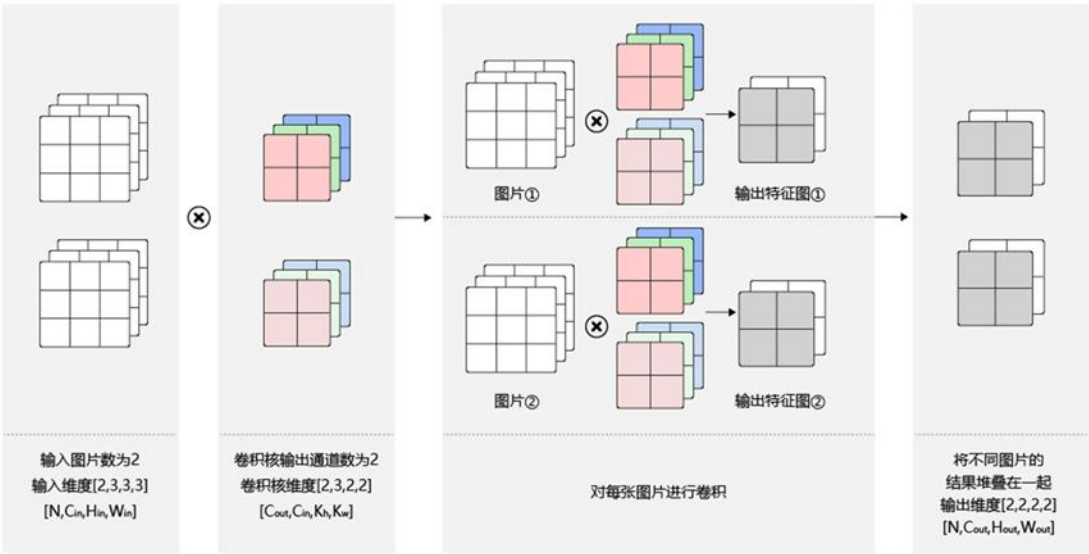 图片①
输出特征图①
图片②
输出特征图②
输入图片数为2
输入维度[2,3,3,3]
[N,Cin,Hin,Win]
卷积核输出通道数为2
卷积核维度[2,3,2,2]
[Cout,Cin,Kh,Kw]
对每张图片进行卷积
将不同图片的
结果堆叠在一起
输出维度[2,2,2,2]
[N,Cout,Hout,Wout]